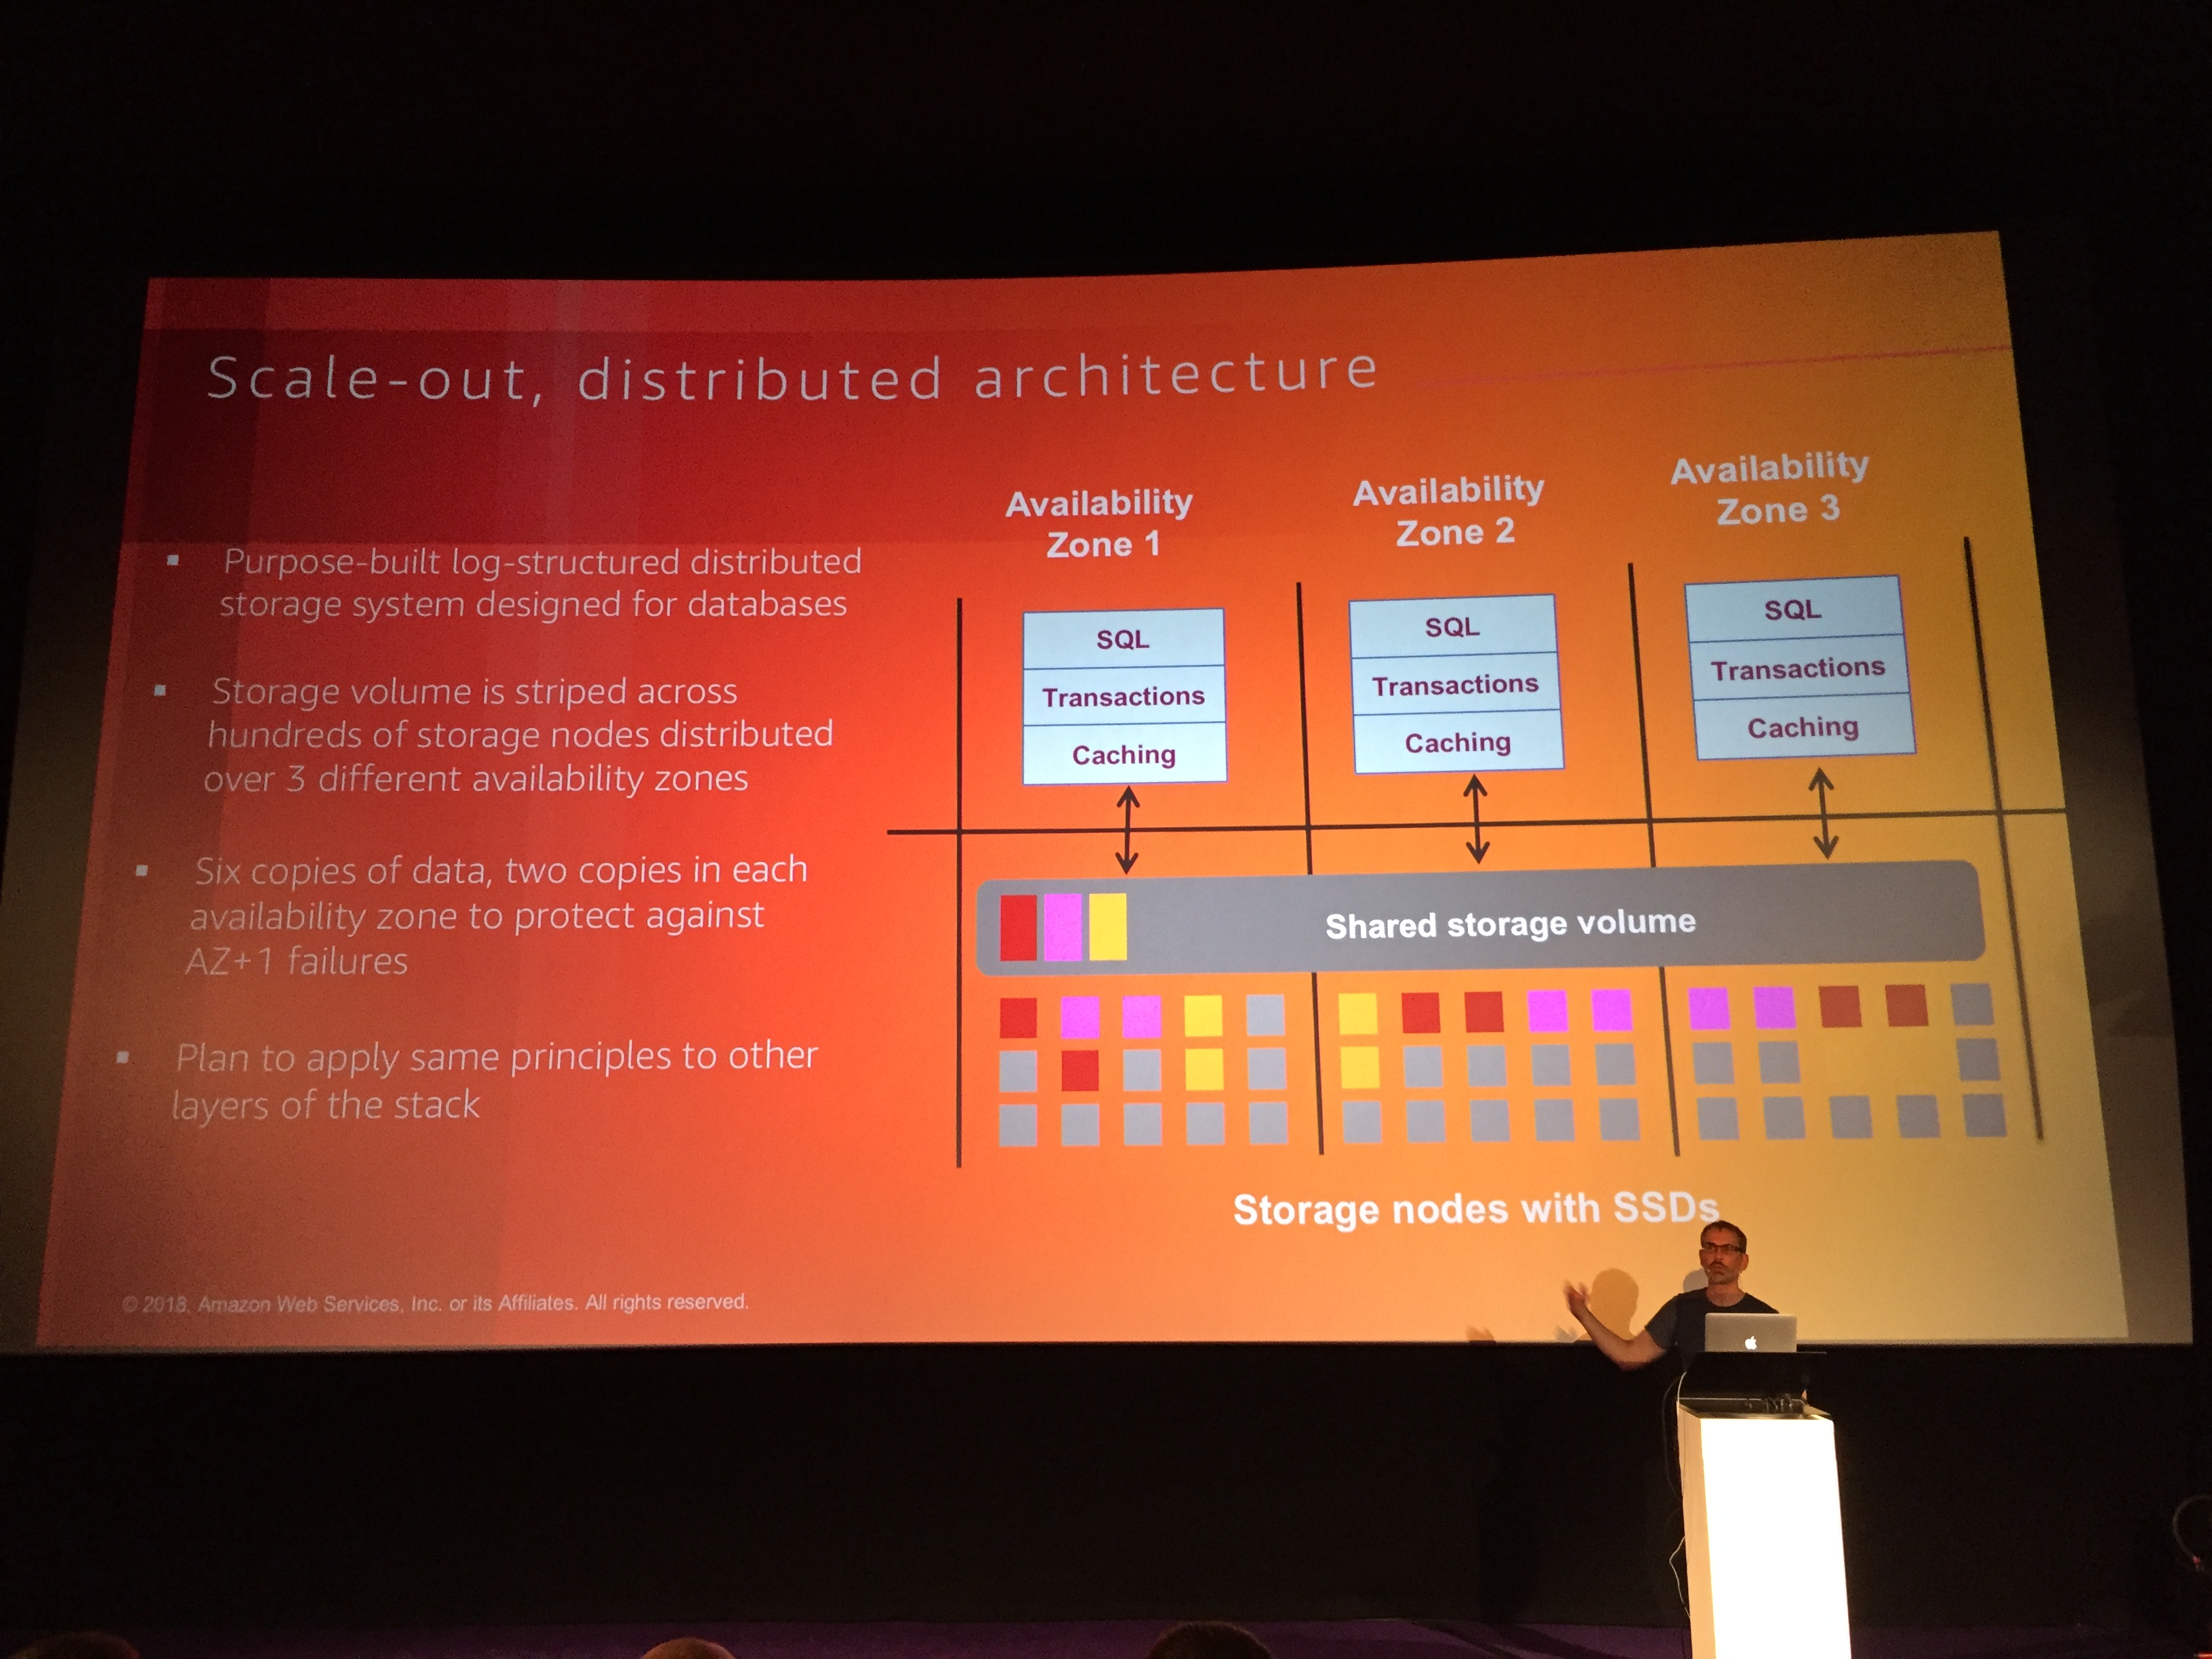 Scale-out, distributed architecture
▪ Purpose-built log-structured distributed
storage system designed for databases
▪ Storage volume is striped across
hundreds of storage nodes distributed
over 3 different availability zones
▪ Six copies of data, two copies in each
availability zone to protect against
AZ+1 failures
▪ Plan to apply same principles to other
layers of the stack
Availability
Zone 1
SQL
Transactions
Caching
Availability
Zone 2
SQL
Transactions
Caching
Availability
Zone 3
SQL
Transactions
Caching
Shared storage volume
Storage nodes with SSDs
© 2018, Amazon Web Services, Inc. or its Affiliates. All rights reserved.